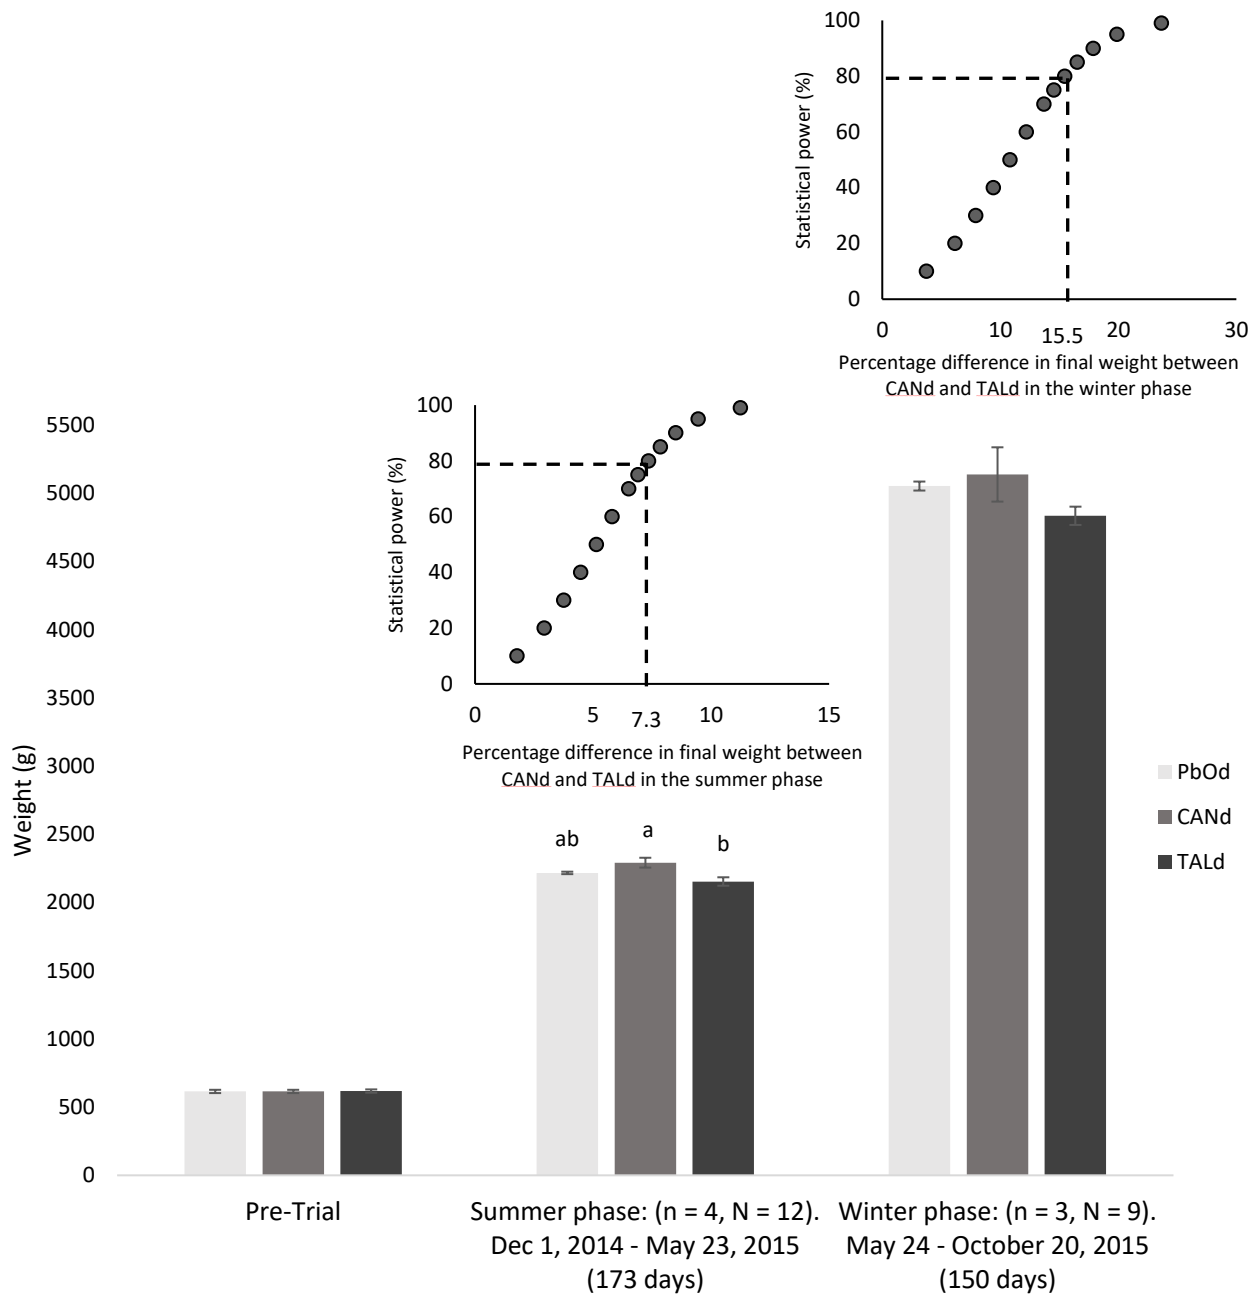 100
80
60
40
20
0
Statistical power (%)
0
10
15.5
20
30
Percentage difference in final weight between
CANd and TALd in the winter phase
100
80
60
40
20
0
Statistical power (%)
0
5
7.3
10
15
Percentage difference in final weight between
CANd and TALd in the summer phase
5500
5000
4500
4000
3500
3000
2500
2000
1500
1000
500
0
Weight (g)
ab
a
b
PbOd
CANd
TALd
Pre-Trial
Summer phase: (n = 4, N = 12).
Dec 1, 2014 - May 23, 2015
(173 days)
Winter phase: (n = 3, N = 9).
May 24 - October 20, 2015
(150 days)